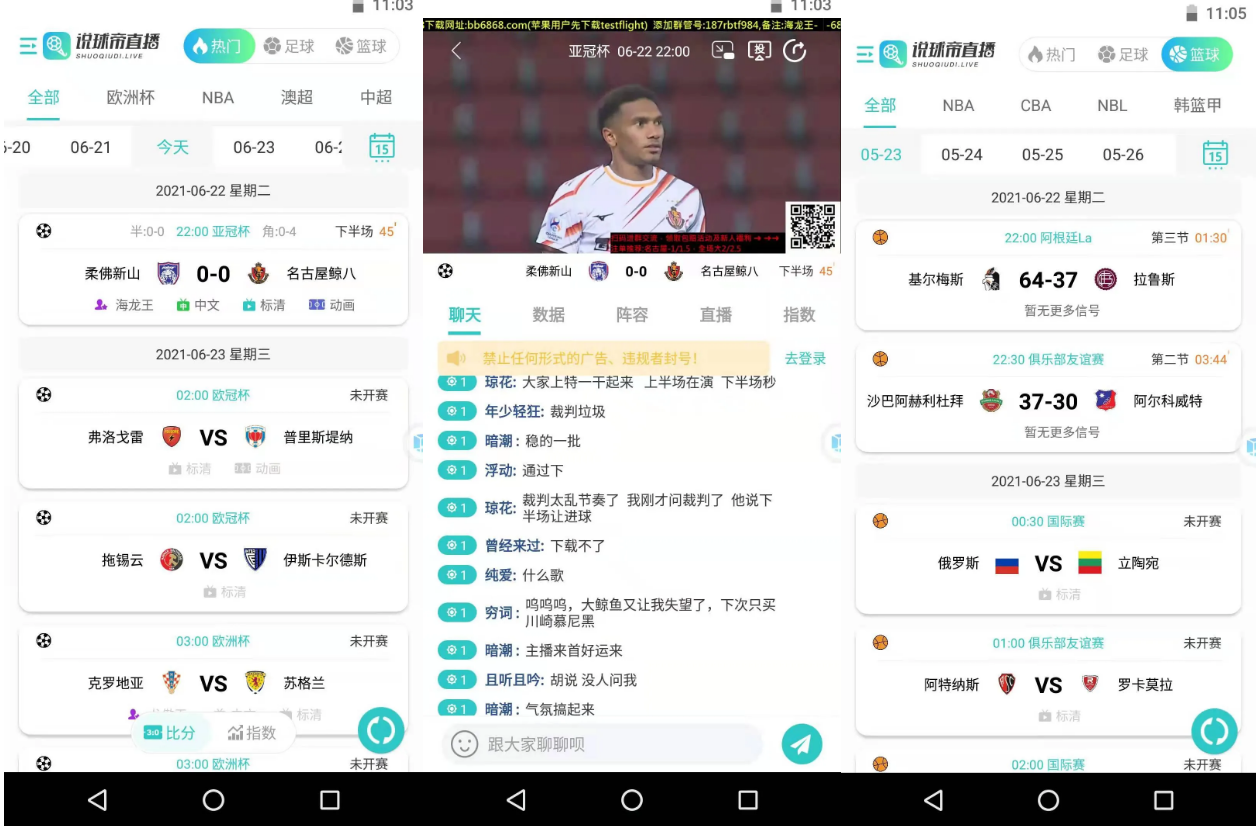 11:03
说球帝直播
SHUOQIUDI.LIVE
热门 足球 篮球
全部 欧洲杯 NBA 澳超 中超
06-21 今天 06-23
15
2021-06-22 星期二
半:0-0 22:00 亚冠杯 角:0-4 下半场 45'
柔佛新山 0-0 名古屋鲸八
海龙王 中文 标清 动画
2021-06-23 星期三
02:00 欧冠杯 未开赛
弗洛戈雷 VS 普里斯堤纳
标清 动画
02:00 欧冠杯 未开赛
拖锡云 VS 伊斯卡尔德斯
标清
03:00 欧洲杯 未开赛
克罗地亚 VS 苏格兰
标清
3:0 比分 指数
03:00 欧洲杯 未开赛
11:03
下载网址:bb6868.com(苹果用户先下载testflight) 添加群管号:187rbtf984,备注:海龙王-
亚冠杯 06-22 22:00 投
柔佛新山 0-0 名古屋鲸八 下半场 45'
聊天 数据 阵容 直播 指数
禁止任何形式的广告、违规者封号! 去登录
1 琼花: 大家上特一干起来 上半场在演 下半场秒
1 年少轻狂: 裁判垃圾
1 暗潮: 稳的一批
1 浮动: 通过下
1 琼花: 裁判太乱节奏了 我刚才问裁判了 他说下
半场让进球
1 曾经来过: 下载不了
1 纯爱: 什么歌
1 穷词: 呜呜呜，大鲸鱼又让我失望了，下次只买
川崎慕尼黑
1 暗潮: 主播来首好运来
1 且听且吟: 胡说 没人问我
1 暗潮: 气氛搞起来
跟大家聊聊呗
11:05
说球帝直播
SHUOQIUDI.LIVE
热门 足球 篮球
全部 NBA CBA NBL 韩篮甲
05-23 05-24 05-25 05-26
15
2021-06-22 星期二
22:00 阿根廷La 第三节 01:30'
基尔梅斯 64-37 拉鲁斯
暂无更多信号
22:30 俱乐部友谊赛 第二节 03:44'
沙巴阿赫利杜拜 37-30 阿尔科威特
暂无更多信号
2021-06-23 星期三
00:30 国际赛 未开赛
俄罗斯 VS 立陶宛
标清
01:00 俱乐部友谊赛 未开赛
阿特纳斯 VS 罗卡莫拉
标清
02:00 国际赛 未开赛